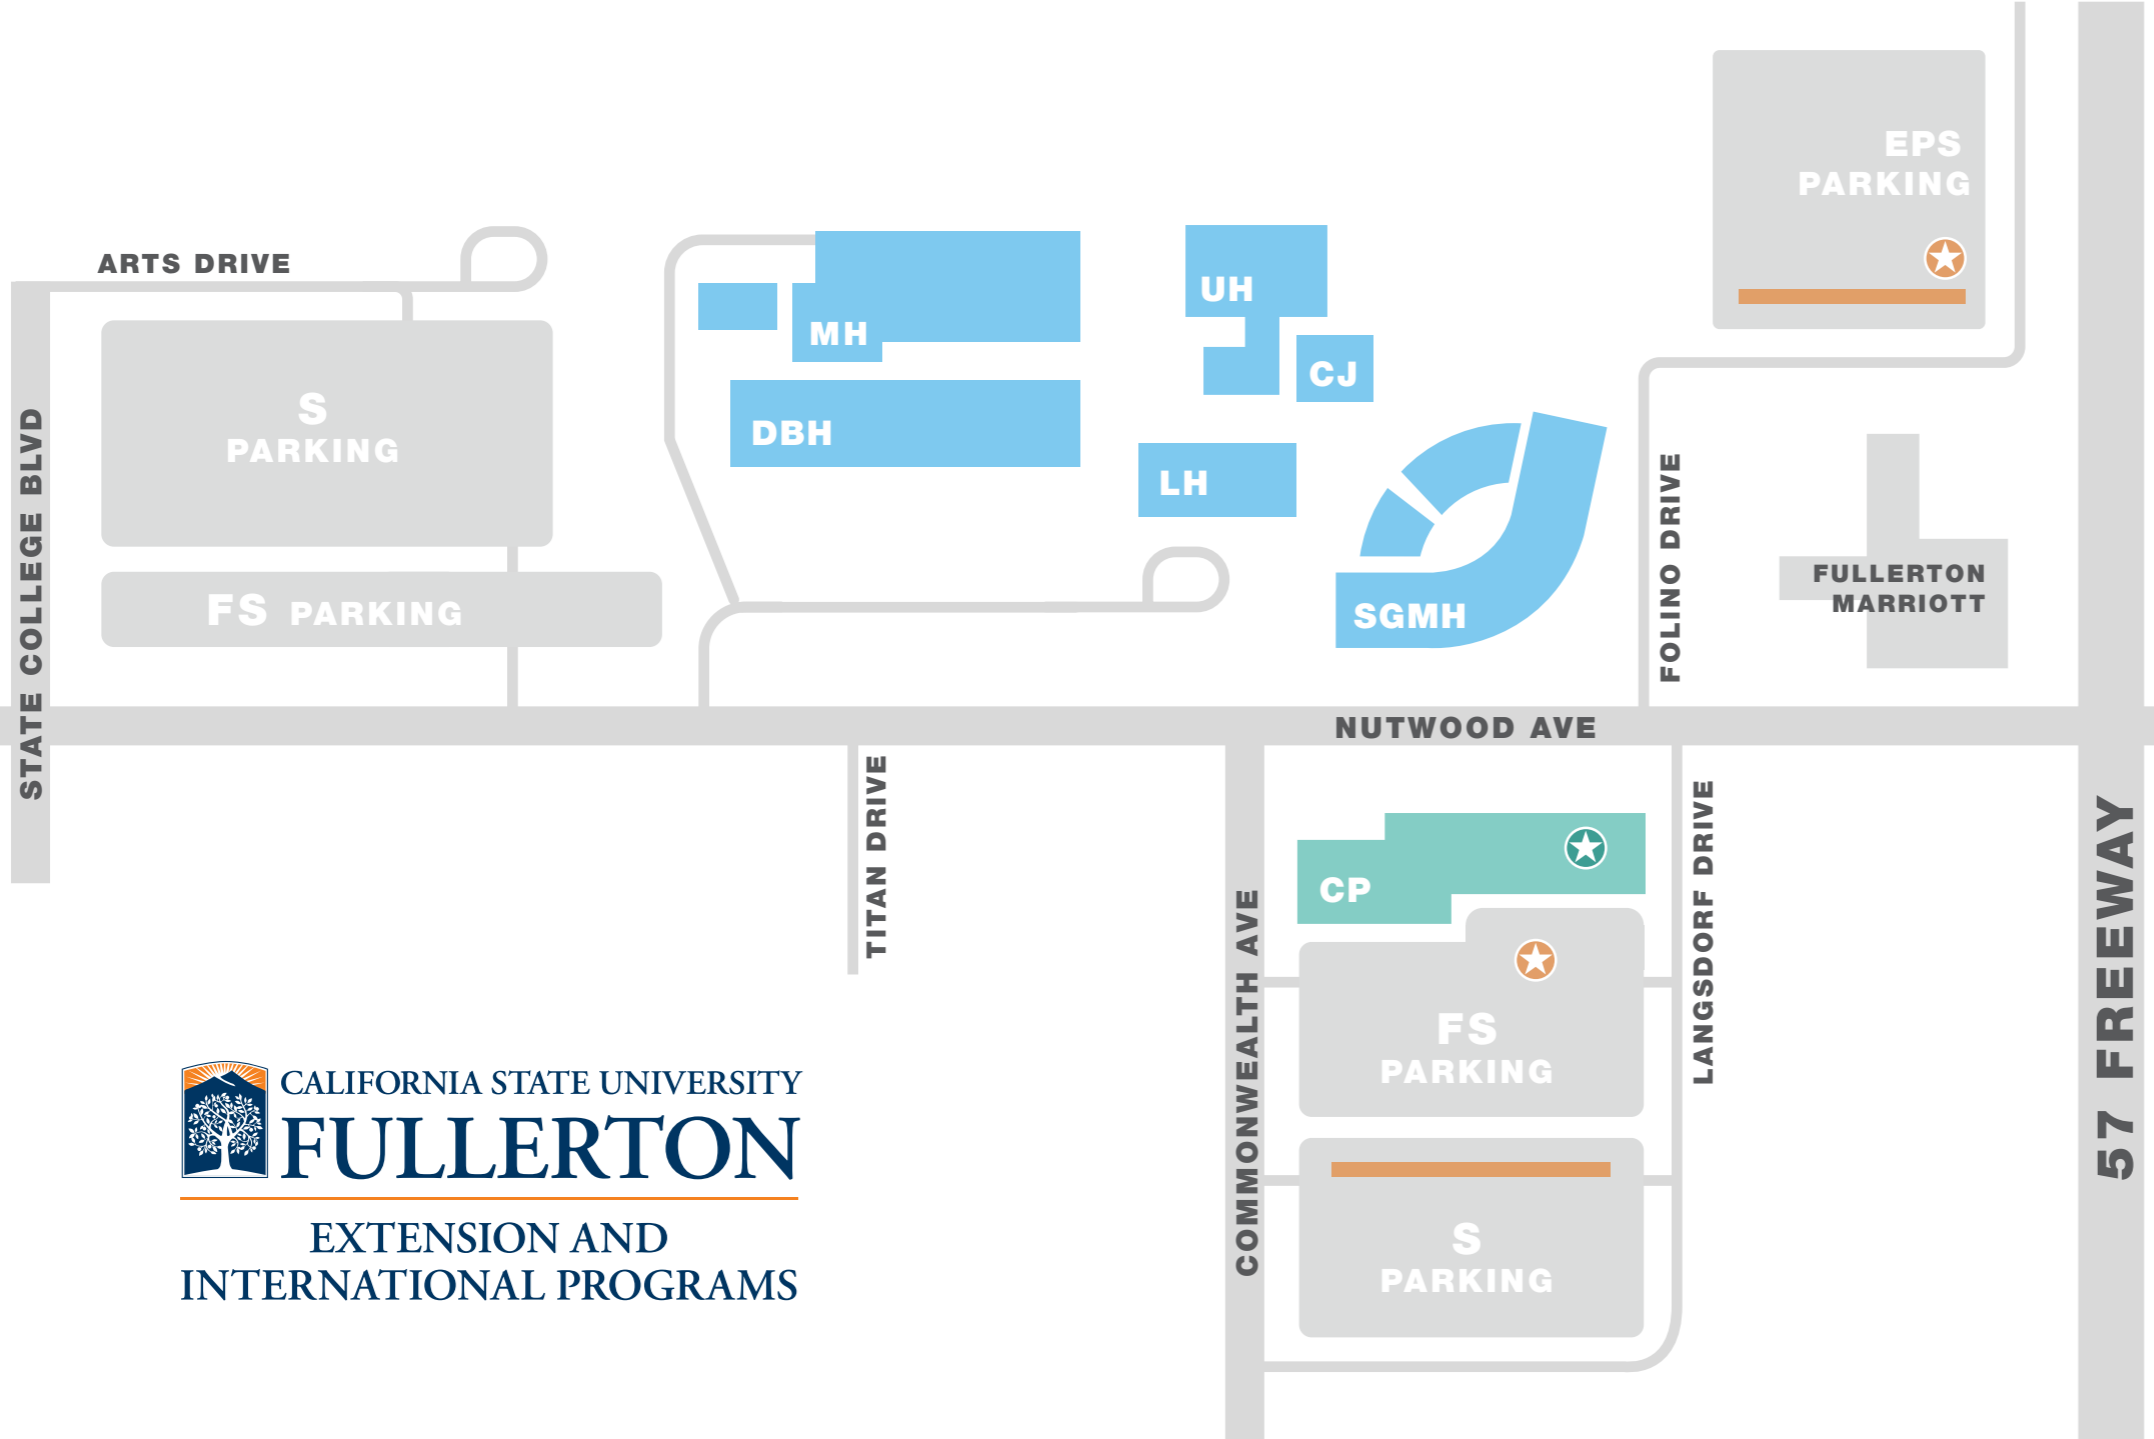 EPS
PARKING
ARTS DRIVE
UH
MH
CJ
S
PARKING
DBH
LH
STATE COLLEGE BLVD
FOLINO DRIVE
FULLERTON
MARRIOTT
FS PARKING
SGMH
NUTWOOD AVE
TITAN DRIVE
LANGSDORF DRIVE
57 FREEWAY
CP
COMMONWEALTH AVE
FS
PARKING
S
PARKING
CALIFORNIA STATE UNIVERSITY
FULLERTON
EXTENSION AND
INTERNATIONAL PROGRAMS